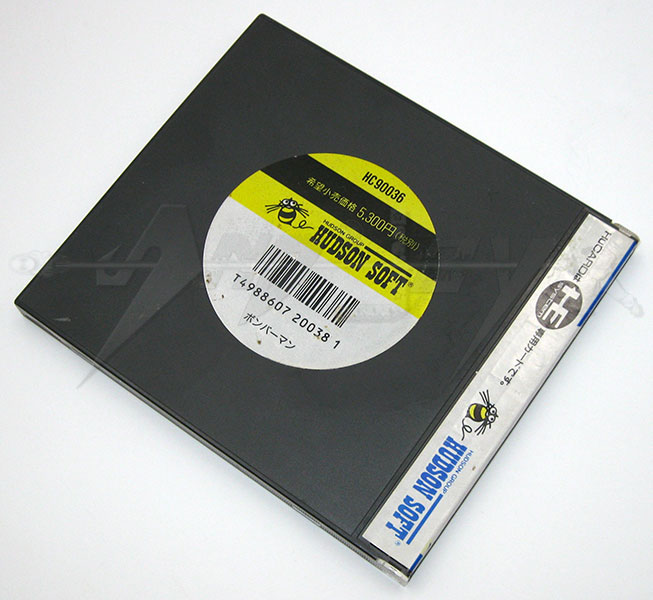 HC90036
希望小売価格 5,300円(税別)
HUDSON GROUP
HUDSON SOFT®
T4988607 20038 1
ボンバーマン
HUCARD
HE
専用カードです。
HUDSON GROUP
HUDSON SOFT®